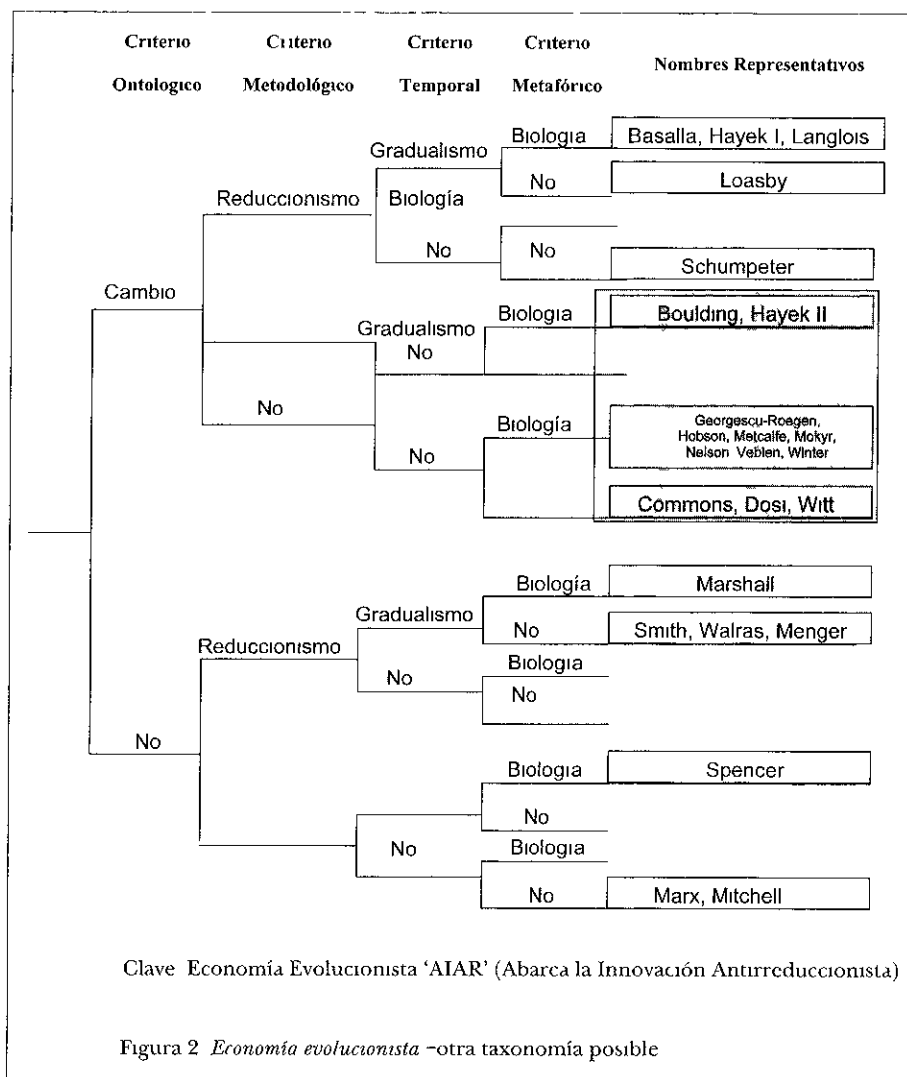 Criterio Criterio Criterio Criterio
Nombres Representativos
Ontologico Metodológico Temporal Metafórico
Biologia Basalla, Hayek I, Langlois
Gradualismo
No Loasby
Reduccionismo Biología
No No
Schumpeter
Cambio
Biologia Boulding, Hayek II
Gradualismo
No
No
Biología Georgescu-Roegen,
Hobson, Metcalfe, Mokyr,
Nelson Veblen, Winter
No
Commons, Dosi, Witt
Biología Marshall
Gradualismo
No Smith, Walras, Menger
Reduccionismo
Biologia
No No
No
Biologia Spencer
No
No Biologia
No Marx, Mitchell
Clave Economía Evolucionista 'AIAR' (Abarca la Innovación Antirreduccionista)
Figura 2 Economía evolucionista –otra taxonomía posible